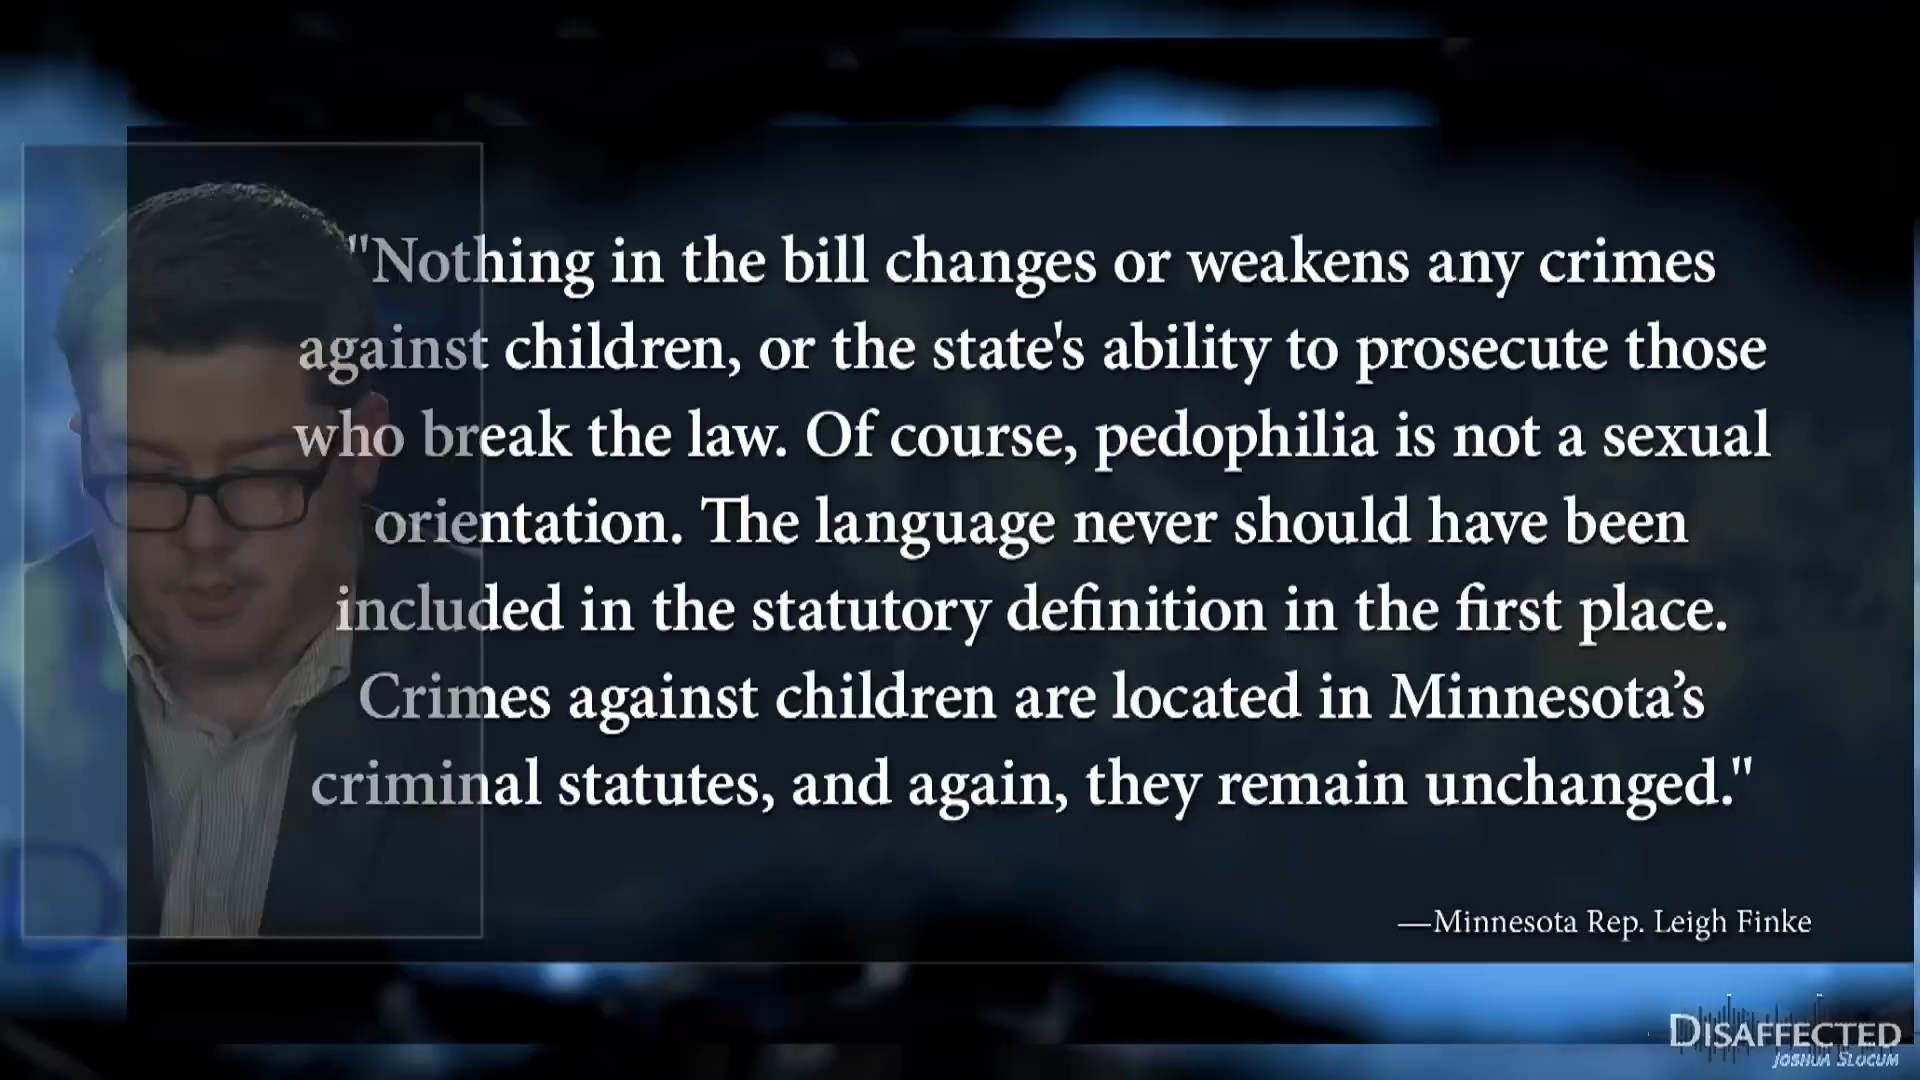 "Nothing in the bill changes or weakens any crimes
against children, or the state's ability to prosecute those
who break the law. Of course, pedophilia is not a sexual
orientation. The language never should have been
included in the statutory definition in the first place.
Crimes against children are located in Minnesota’s
criminal statutes, and again, they remain unchanged."
—Minnesota Rep. Leigh Finke
DISAFFECTED
JOSHUA SLOCUM